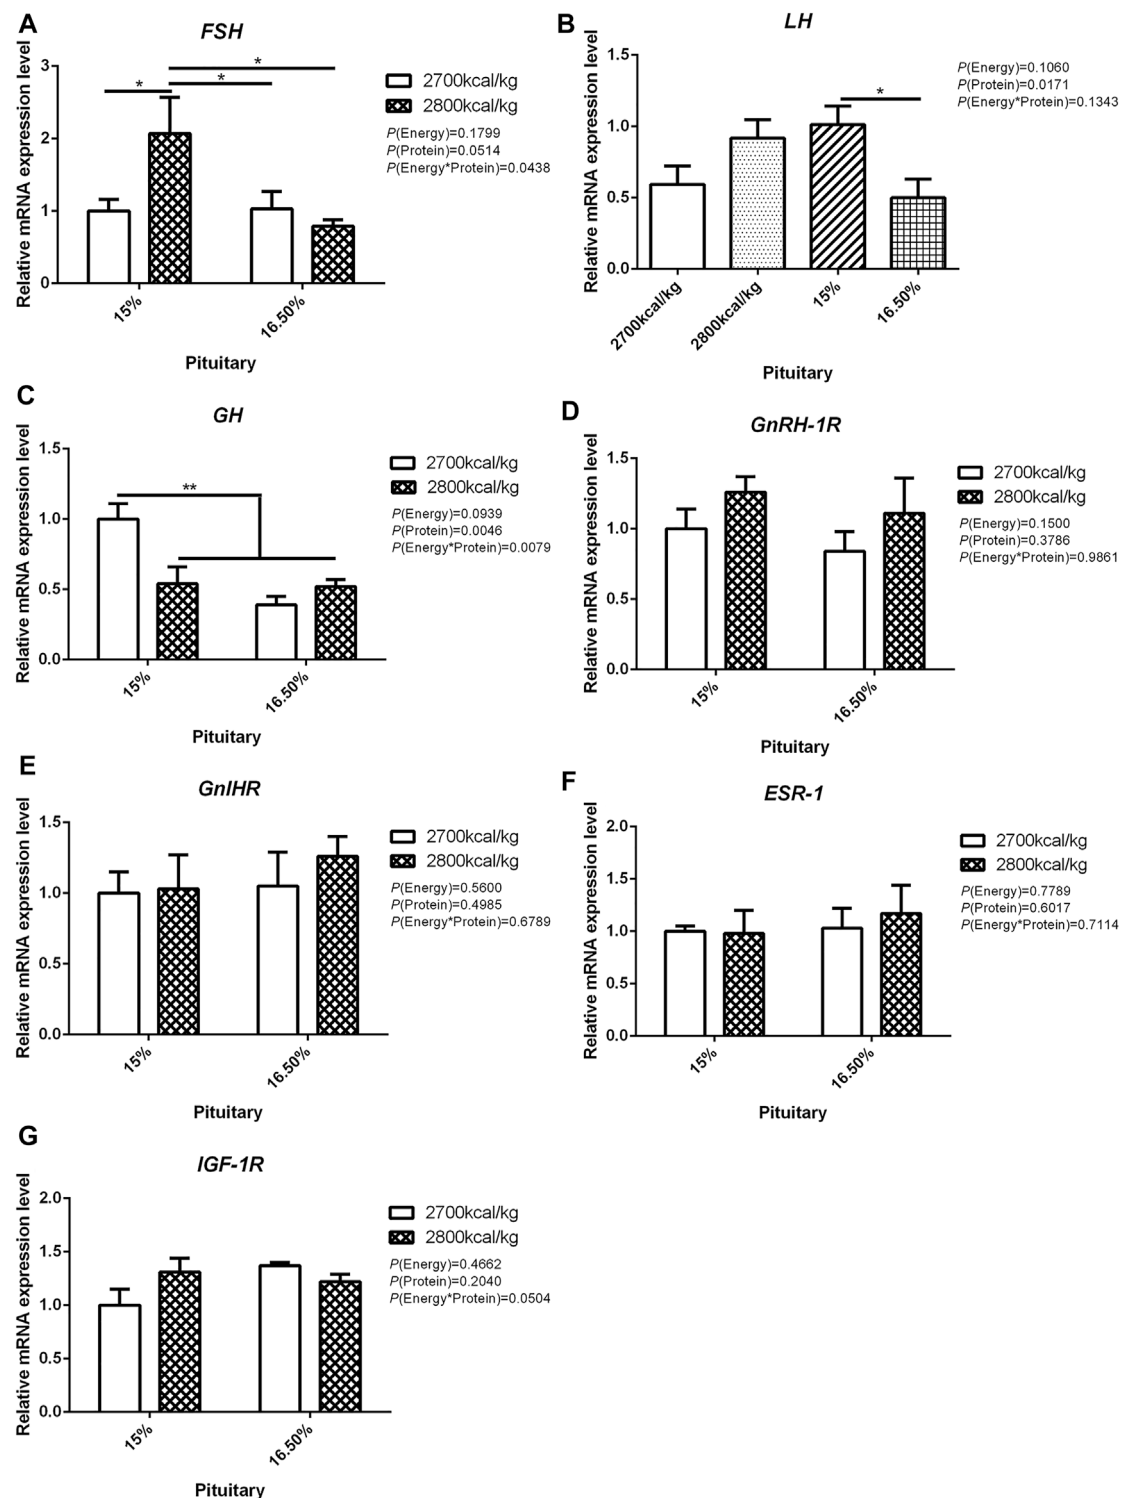 A
FSH
Relative mRNA expression level
3
2
1
0
*
*
*
2700kcal/kg
2800kcal/kg
P(Energy)=0.1799
P(Protein)=0.0514
P(Energy*Protein)=0.0438
15%
16.50%
Pituitary
B
LH
Relative mRNA expression level
1.5
1.0
0.5
0.0
*
P(Energy)=0.1060
P(Protein)=0.0171
P(Energy*Protein)=0.1343
2700kcal/kg
2800kcal/kg
15%
16.50%
Pituitary
C
GH
Relative mRNA expression level
1.5
1.0
0.5
0.0
**
2700kcal/kg
2800kcal/kg
P(Energy)=0.0939
P(Protein)=0.0046
P(Energy*Protein)=0.0079
15%
16.50%
Pituitary
D
GnRH-1R
Relative mRNA expression level
1.5
1.0
0.5
0.0
2700kcal/kg
2800kcal/kg
P(Energy)=0.1500
P(Protein)=0.3786
P(Energy*Protein)=0.9861
15%
16.50%
Pituitary
E
GnIHR
Relative mRNA expression level
1.5
1.0
0.5
0.0
2700kcal/kg
2800kcal/kg
P(Energy)=0.5600
P(Protein)=0.4985
P(Energy*Protein)=0.6789
15%
16.50%
Pituitary
F
ESR-1
Relative mRNA expression level
2.0
1.5
1.0
0.5
0.0
2700kcal/kg
2800kcal/kg
P(Energy)=0.7789
P(Protein)=0.6017
P(Energy*Protein)=0.7114
15%
16.50%
Pituitary
G
IGF-1R
Relative mRNA expression level
2.0
1.5
1.0
0.5
0.0
2700kcal/kg
2800kcal/kg
P(Energy)=0.4662
P(Protein)=0.2040
P(Energy*Protein)=0.0504
15%
16.50%
Pituitary